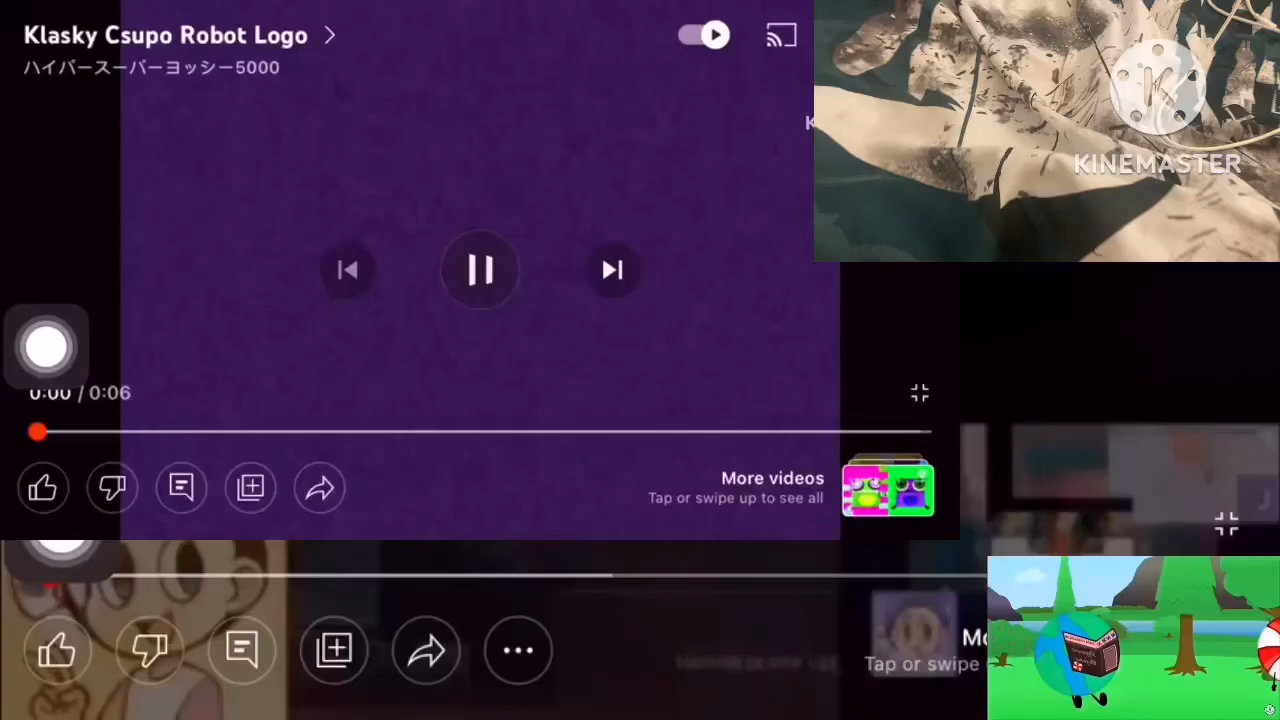 Klasky Csupo Robot Logo
ハイパースーパーヨッシー5000
K
KINEMASTER
0:00 / 0:06
More videos
Tap or swipe up to see all
Mo
Tap or swipe